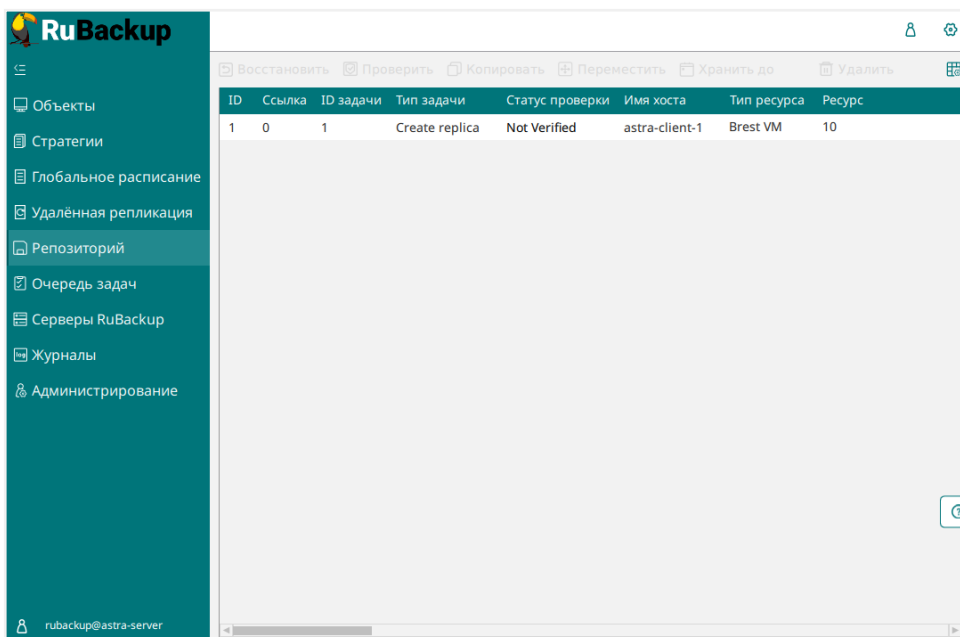 RuBackup
Восстановить Проверить Копировать Переместить Хранить до Удалить
Объекты
Стратегии
Глобальное расписание
Удалённая репликация
Репозиторий
Очередь задач
Серверы RuBackup
Журналы
Администрирование
rubackup@astra-server
ID Ссылка ID задачи Тип задачи Статус проверки Имя хоста Тип ресурса Ресурс
1 0 1 Create replica Not Verified astra-client-1 Brest VM 10